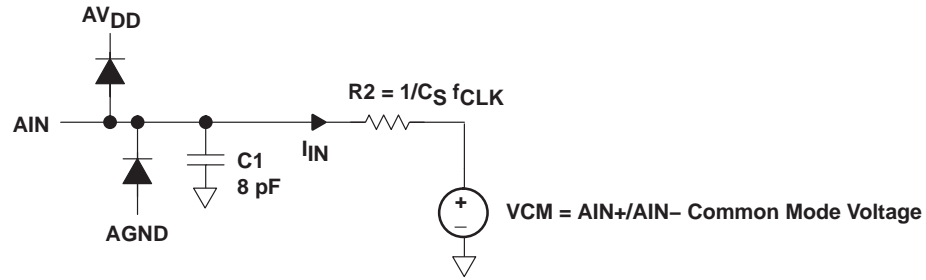 AVDD
R2 = 1/CS fCLK
AIN
IIN
C1
8 pF
+
–
VCM = AIN+/AIN– Common Mode Voltage
AGND